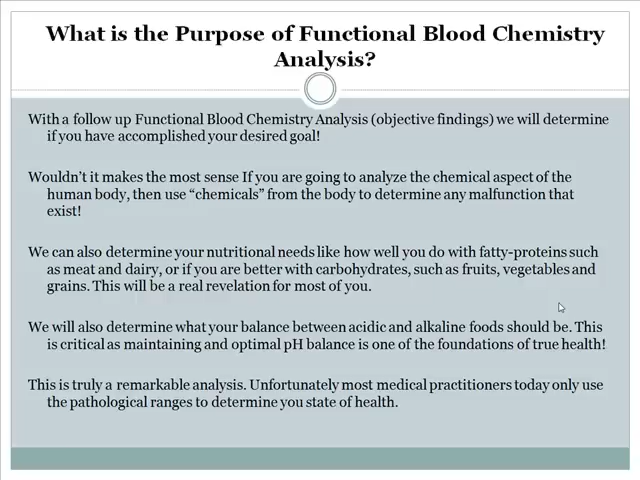 What is the Purpose of Functional Blood Chemistry
Analysis?
With a follow up Functional Blood Chemistry Analysis (objective findings) we will determine
if you have accomplished your desired goal!
Wouldn't it makes the most sense If you are going to analyze the chemical aspect of the
human body, then use “chemicals” from the body to determine any malfunction that
exist!
We can also determine your nutritional needs like how well you do with fatty-proteins such
as meat and dairy, or if you are better with carbohydrates, such as fruits, vegetables and
grains. This will be a real revelation for most of you.
We will also determine what your balance between acidic and alkaline foods should be. This
is critical as maintaining and optimal pH balance is one of the foundations of true health!
This is truly a remarkable analysis. Unfortunately most medical practitioners today only use
the pathological ranges to determine you state of health.